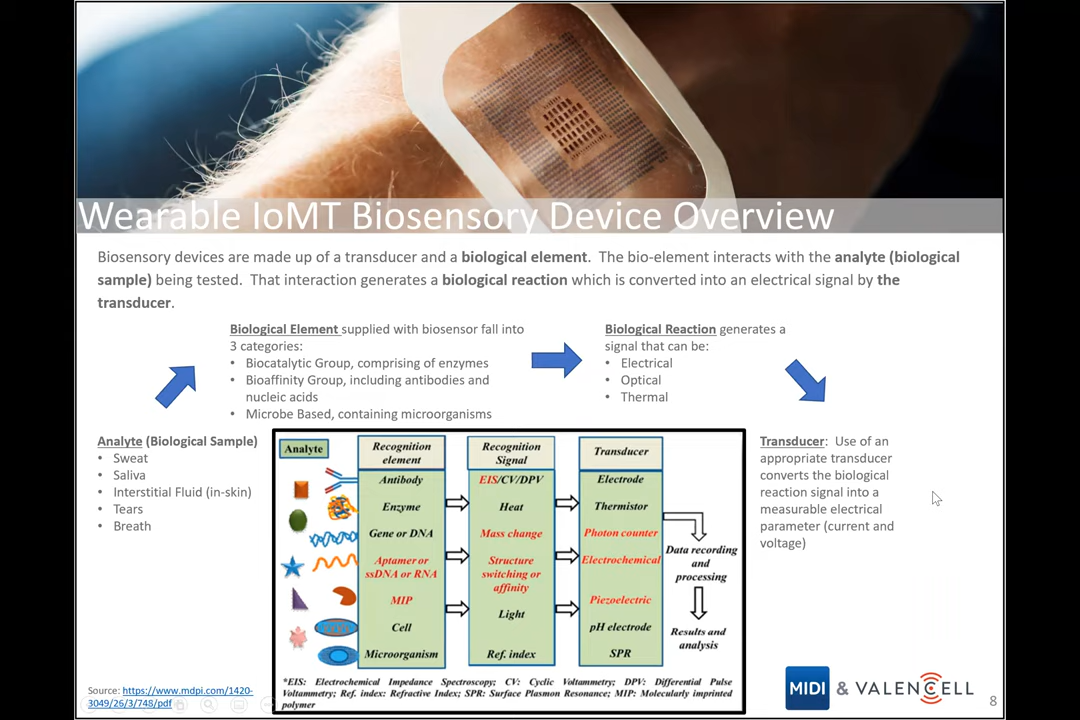 Wearable IoMT Biosensory Device Overview
Biosensory devices are made up of a transducer and a biological element. The bio-element interacts with the analyte (biological
sample) being tested. That interaction generates a biological reaction which is converted into an electrical signal by the
transducer.
Biological Element supplied with biosensor fall into
3 categories:
• Biocatalytic Group, comprising of enzymes
• Bioaffinity Group, including antibodies and
nucleic acids
• Microbe Based, containing microorganisms
Biological Reaction generates a
signal that can be:
• Electrical
• Optical
• Thermal
Analyte (Biological Sample)
• Sweat
• Saliva
• Interstitial Fluid (in-skin)
• Tears
• Breath
Analyte
Recognition
element
Antibody
Enzyme
Gene or DNA
Aptamer or
ssDNA or RNA
MIP
Cell
Microorganism
Recognition
Signal
EIS/CV/DPV
Heat
Mass change
Structure
switching or
affinity
Light
Ref. index
Transducer
Electrode
Thermistor
Photon counter
Electrochemical
Piezoelectric
pH electrode
SPR
Data recording
and
processing
Results and
analysis
*EIS: Electrochemical Impedance Spectroscopy; CV: Cyclic Voltammetry; DPV: Differential Pulse
Voltammetry; Ref. index: Refractive Index; SPR: Surface Plasmon Resonance; MIP: Molecularly imprinted
polymer
Transducer: Use of an
appropriate transducer
converts the biological
reaction signal into a
measurable electrical
parameter (current and
voltage)
Source: https://www.mdpi.com/1420-
3049/26/3/748/pdf
MIDI & VALENCELL
8